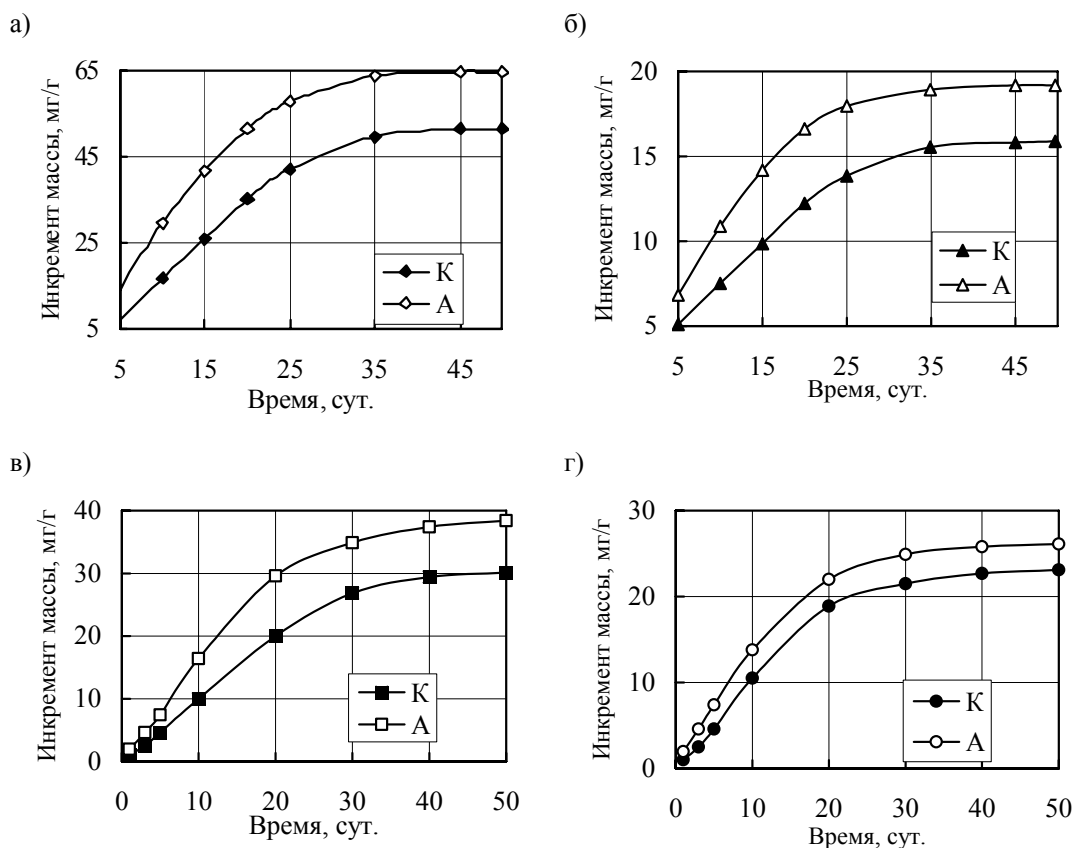 а)
Инкремент массы, мг/г
65
45
25
5
К
А
5 15 25 35 45
Время, сут.
б)
Инкремент массы, мг/г
20
15
10
5
К
А
5 15 25 35 45
Время, сут.
в)
Инкремент массы, мг/г
40
30
20
10
0
К
А
0 10 20 30 40 50
Время, сут.
г)
Инкремент массы, мг/г
30
20
10
0
К
А
0 10 20 30 40 50
Время, сут.